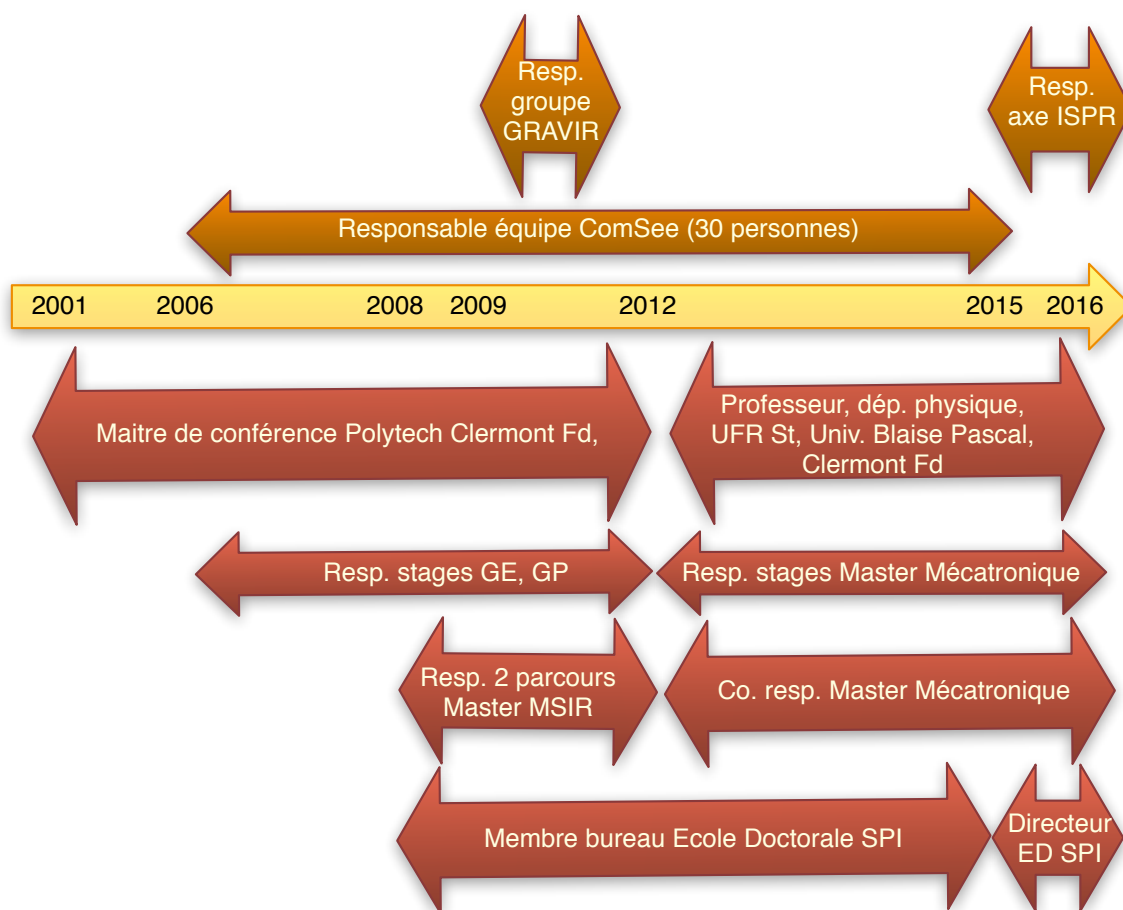 Resp.
groupe
GRAVIR
Resp.
axe ISPR
Responsable équipe ComSee (30 personnes)
2001 2006 2008 2009 2012 2015 2016
Maitre de conférence Polytech Clermont Fd,
Professeur, dép. physique,
UFR St, Univ. Blaise Pascal,
Clermont Fd
Resp. stages GE, GP
Resp. stages Master Mécatronique
Resp. 2 parcours
Master MSIR
Co. resp. Master Mécatronique
Membre bureau Ecole Doctorale SPI
Directeur
ED SPI